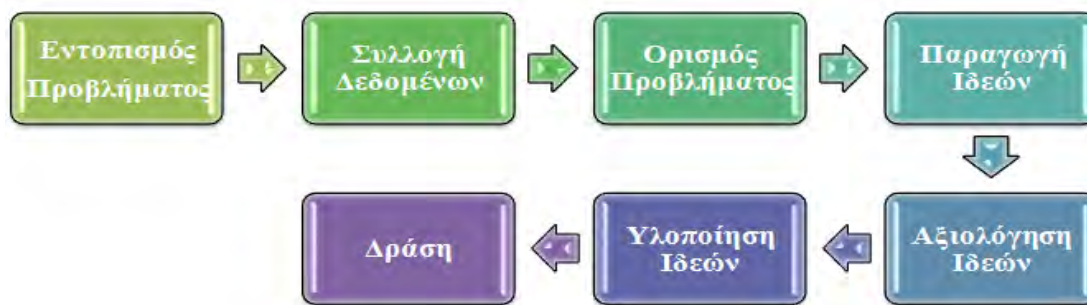 Εντοπισμός
Προβλήματος
Συλλογή
Δεδομένων
Ορισμός
Προβλήματος
Παραγωγή
Ιδεών
Αξιολόγηση
Ιδεών
Υλοποίηση
Ιδεών
Δράση